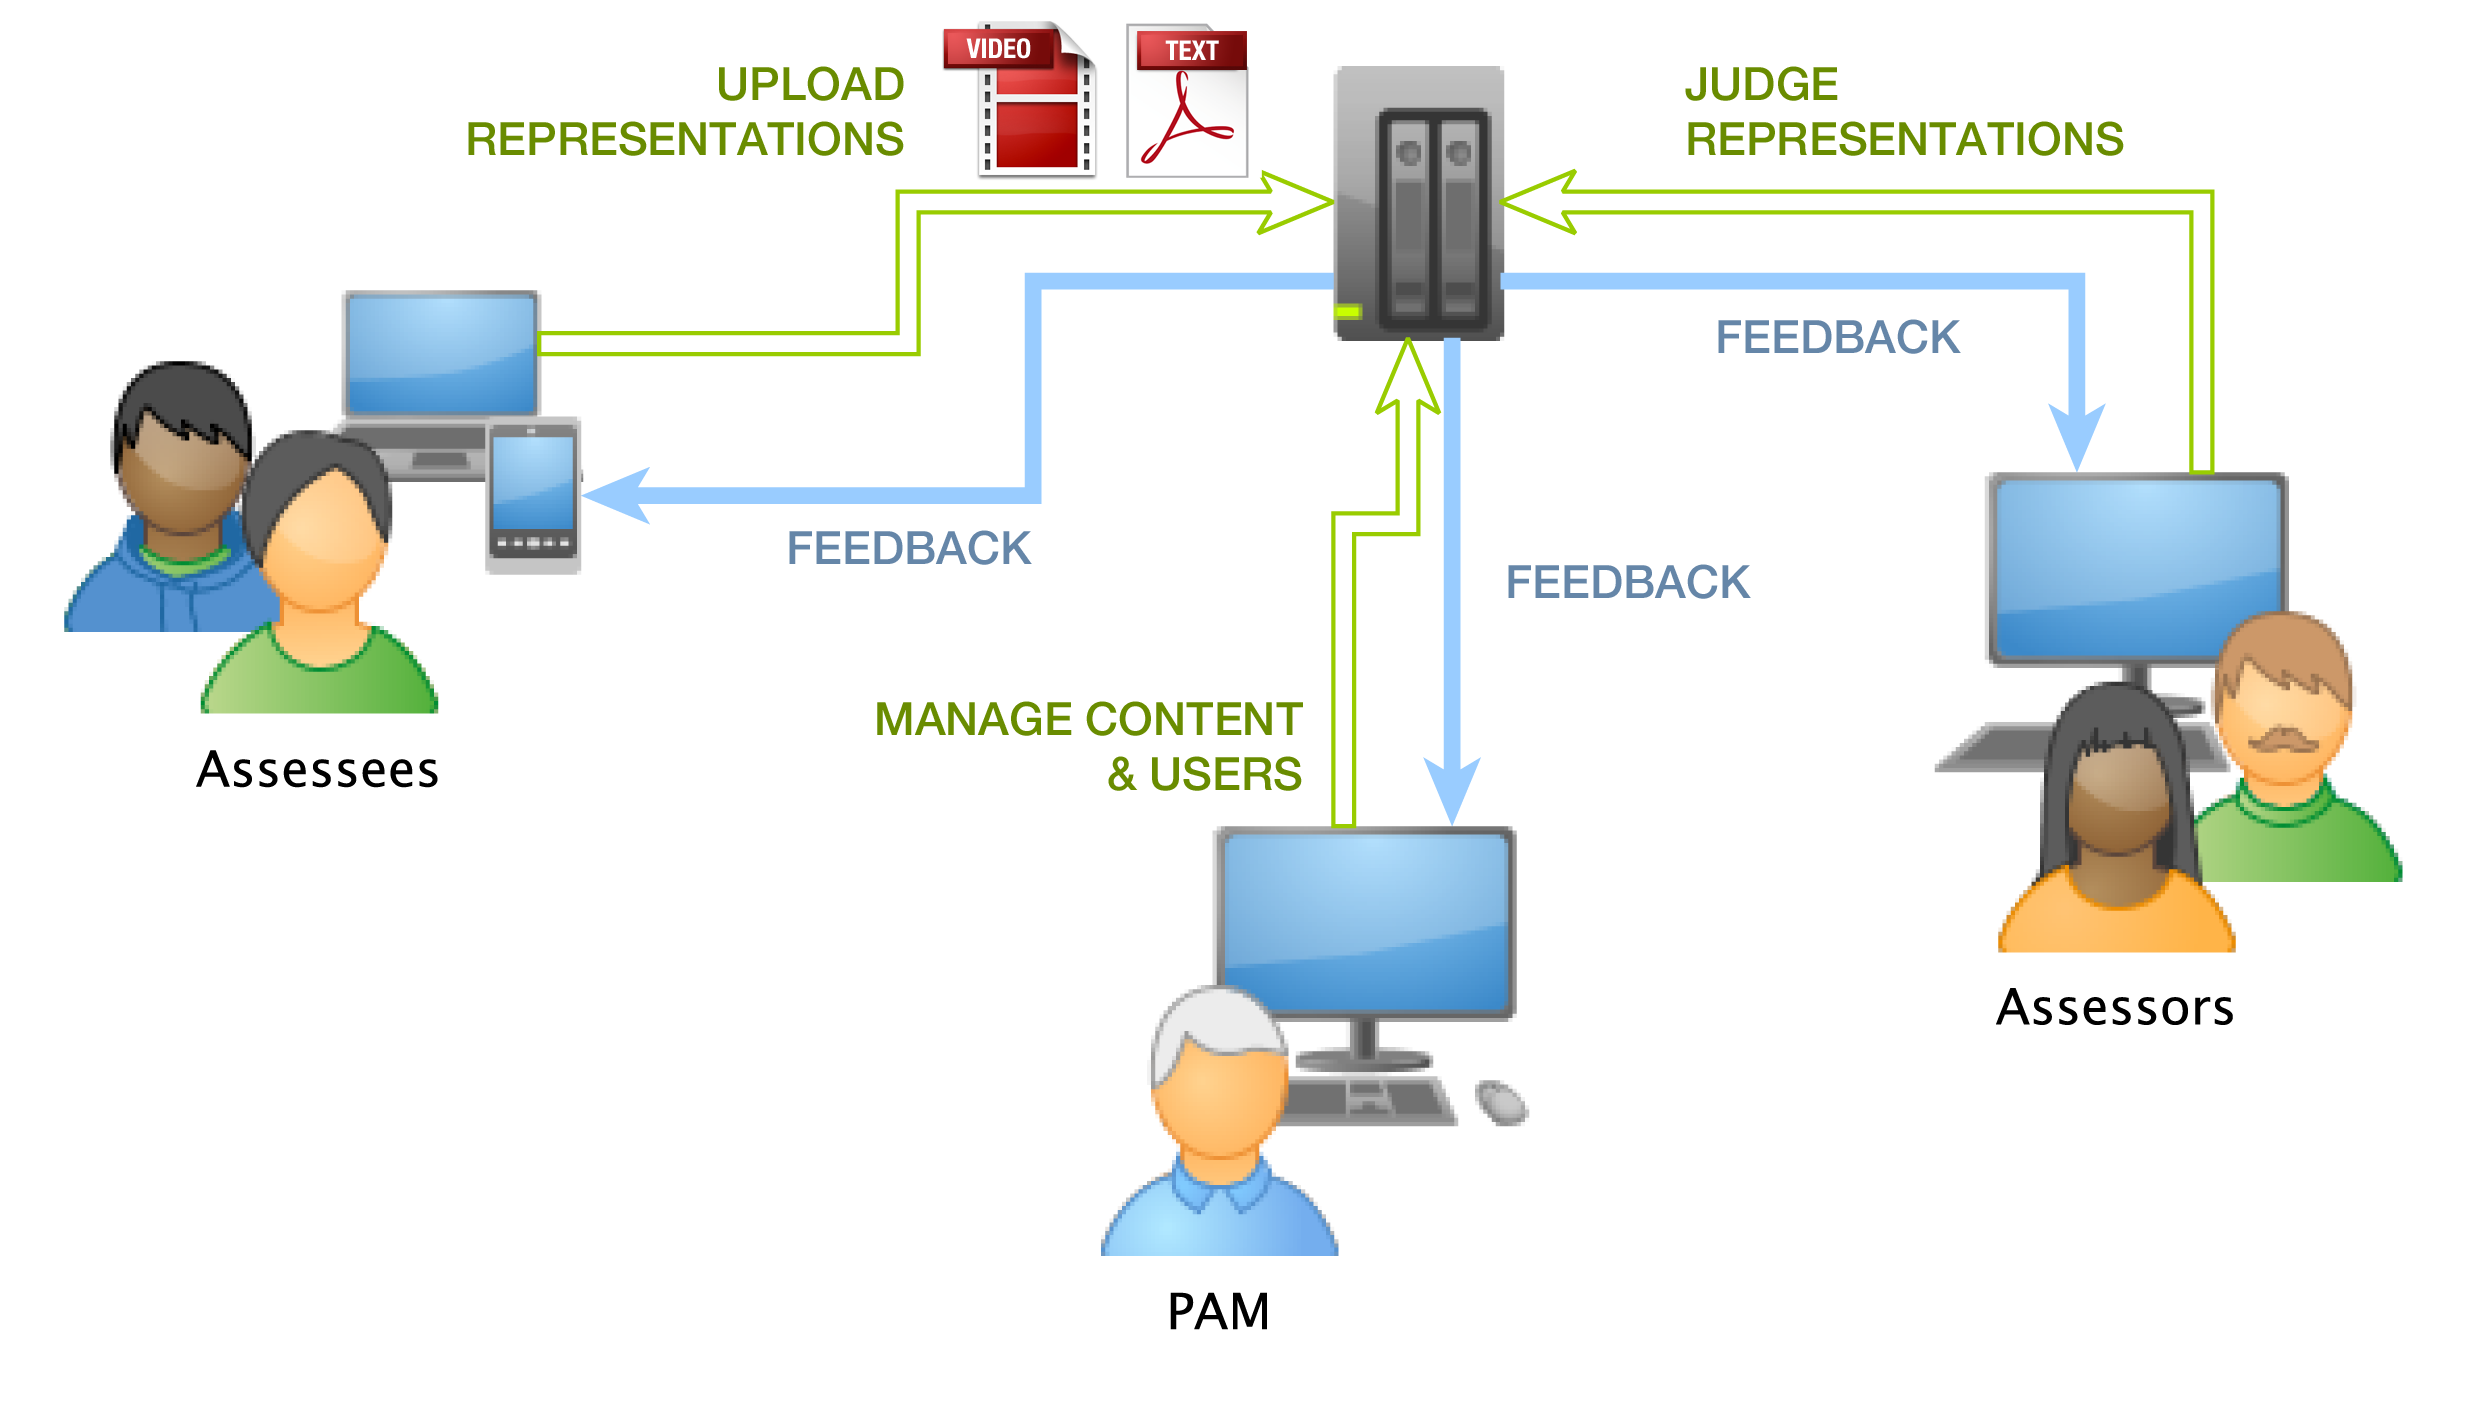 VIDEO
TEXT
UPLOAD
REPRESENTATIONS
JUDGE
REPRESENTATIONS
FEEDBACK
FEEDBACK
FEEDBACK
MANAGE CONTENT
& USERS
Assessees
Assessors
PAM